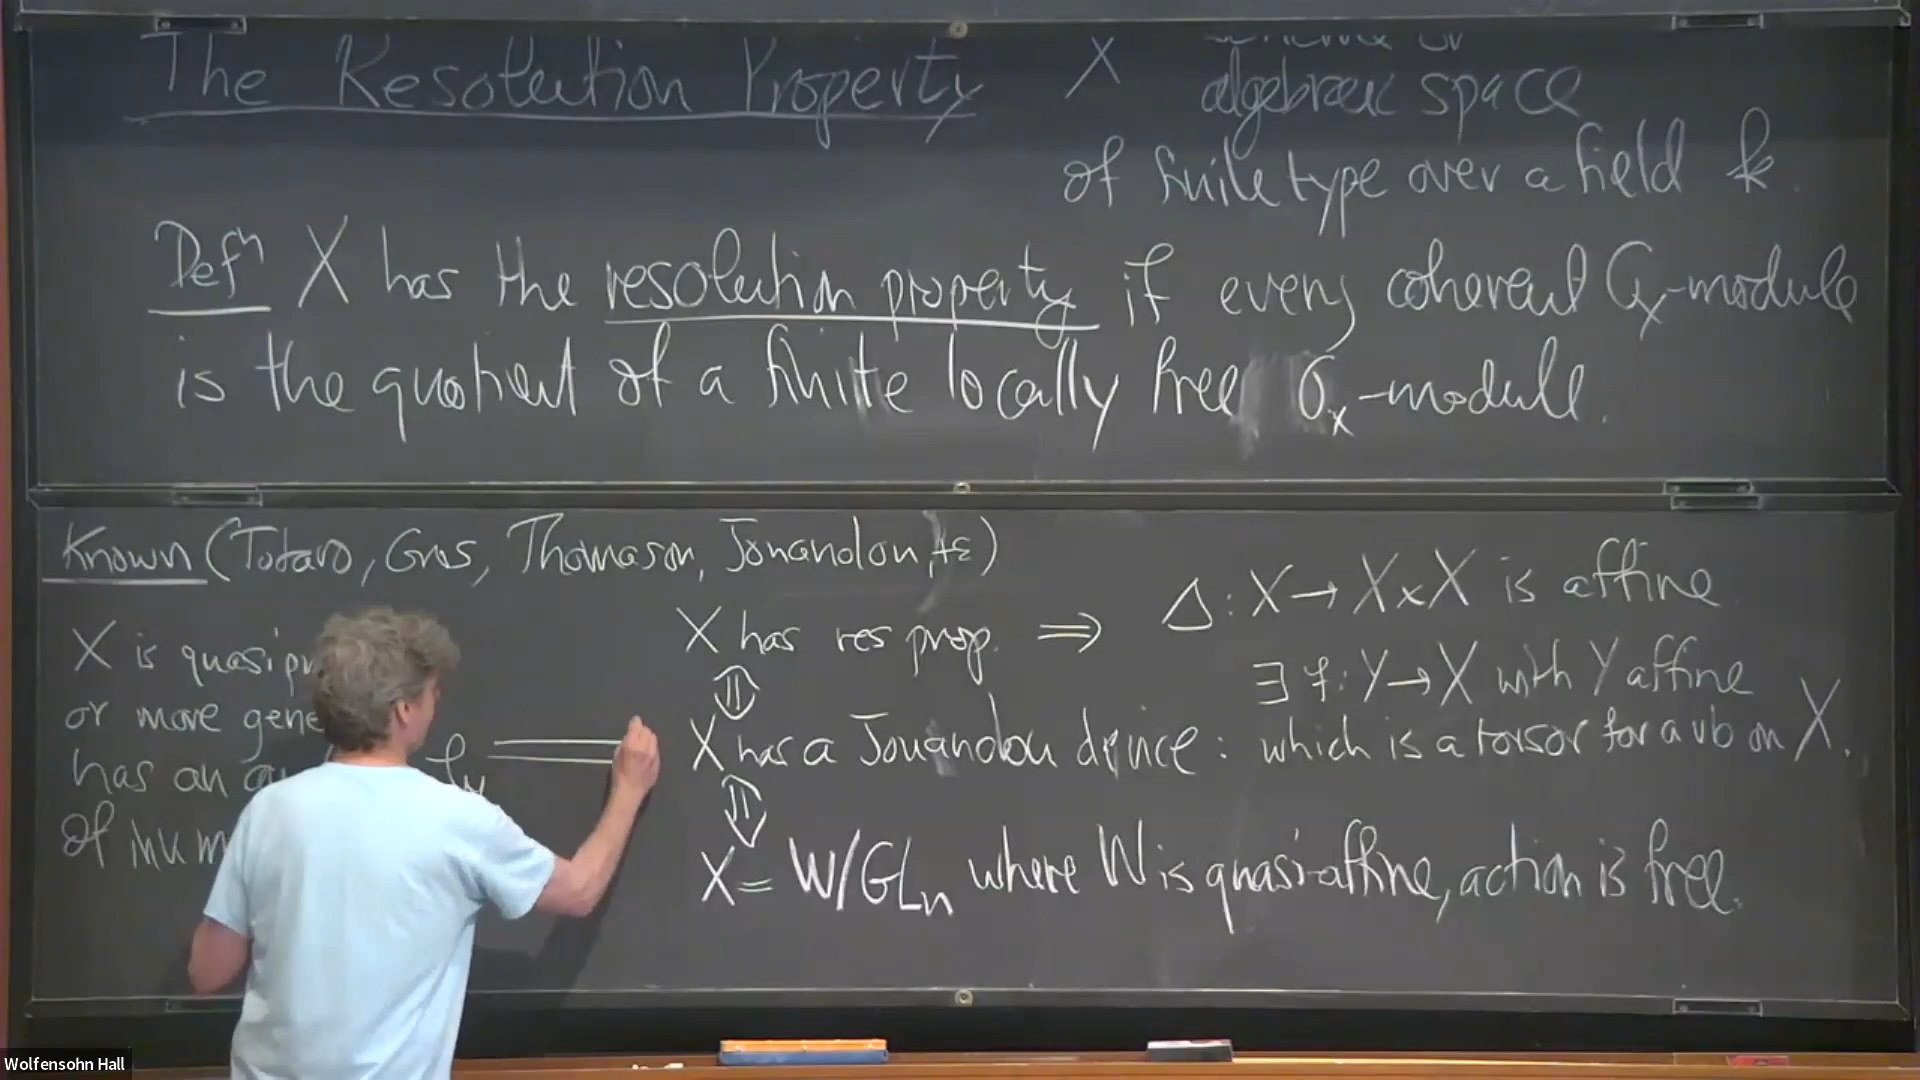 The Resolution Property X
algebraic space
of finite type over a field k.
Defⁿ X has the resolution property if every coherent O_X-module
is the quotient of a finite locally free O_X-module.
Known (Totaro, Gross, Thomason, Jouanolou, +ε)
X is
or more
has an
of
X has res prop. ⇒ Δ: X → X×X is affine
⇕
X has a Jouanolou device: ∃ f: Y → X with Y affine
which is a torsor for a vb on X.
⇕
X = W/GL_n where W is quasi-affine, action is free.
Wolfensohn Hall